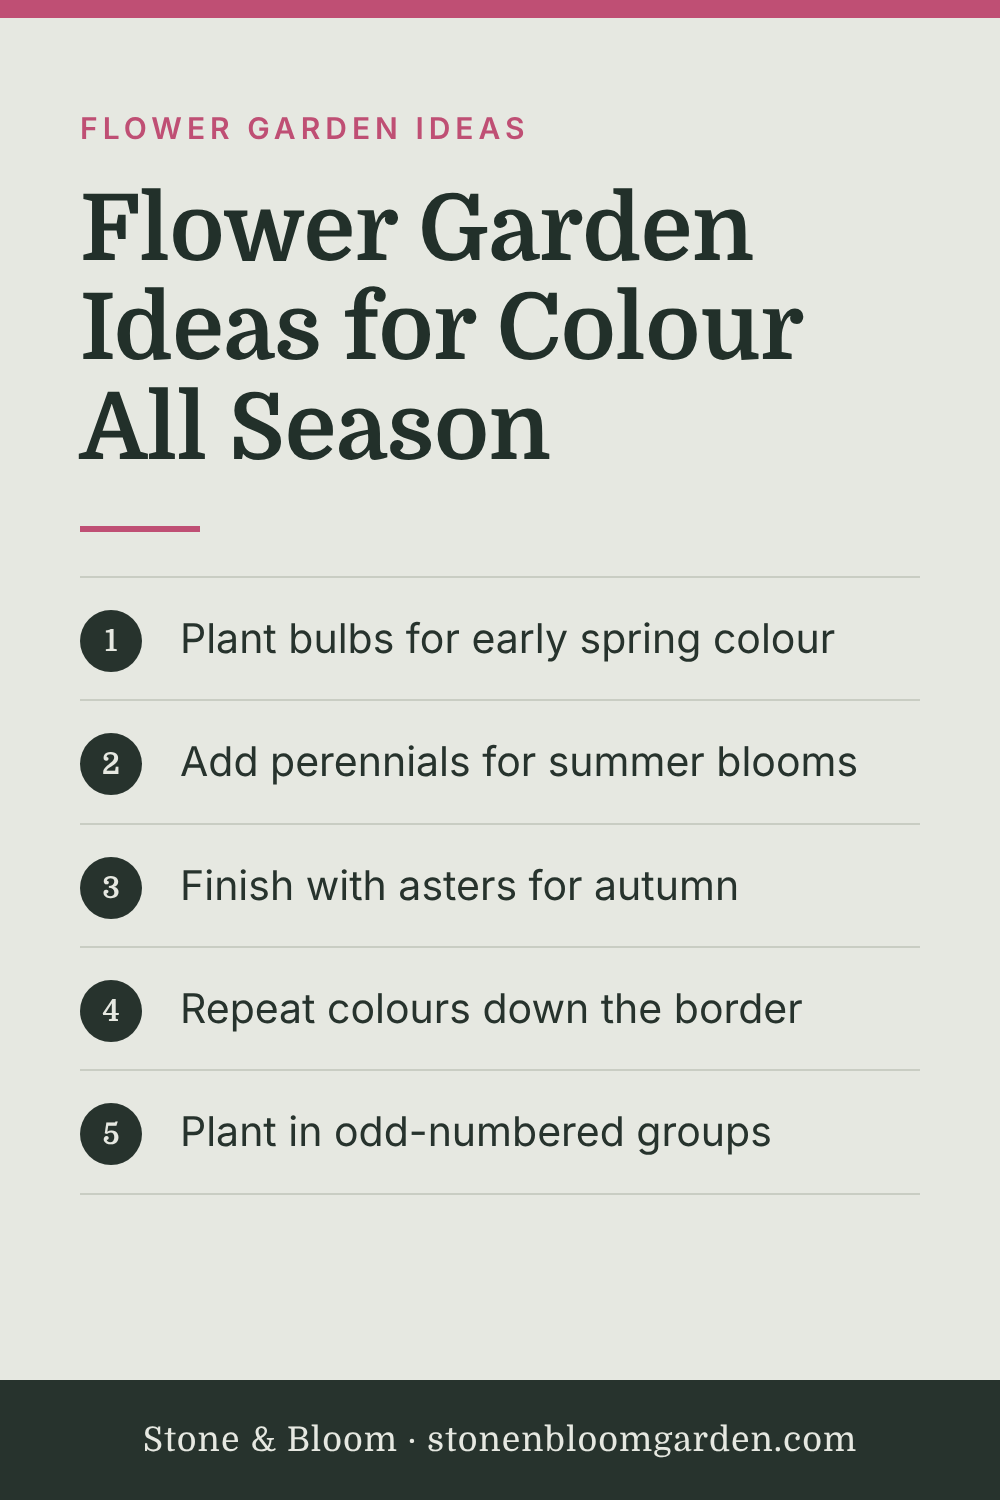 FLOWER GARDEN IDEAS
Flower Garden
Ideas for Colour
All Season
1 Plant bulbs for early spring colour
2 Add perennials for summer blooms
3 Finish with asters for autumn
4 Repeat colours down the border
5 Plant in odd-numbered groups
Stone & Bloom · stonenbloomgarden.com